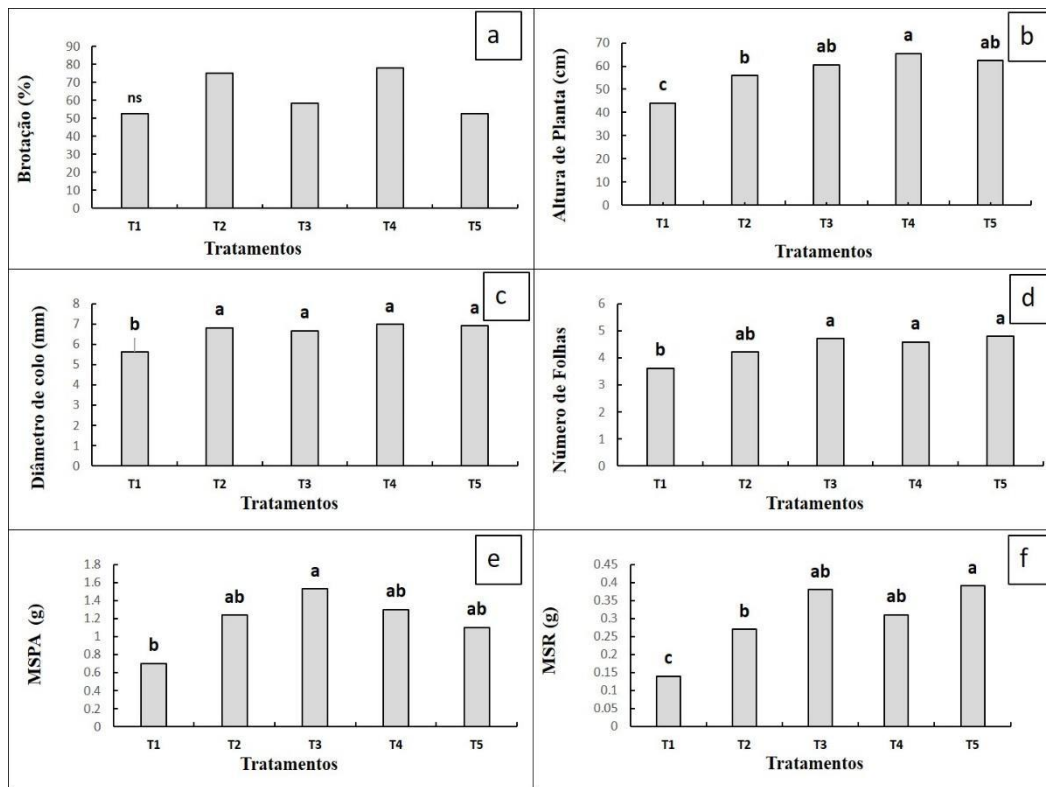 a
Brotação (%)
90
80
70
60
50
40
30
20
10
0
ns
T1 T2 T3 T4 T5
Tratamentos
b
Altura de Planta (cm)
70
60
50
40
30
20
10
0
c b ab a ab
T1 T2 T3 T4 T5
Tratamentos
c
Diâmetro de colo (mm)
8
7
6
5
4
3
2
1
0
b a a a a
T1 T2 T3 T4 T5
Tratamentos
d
Número de Folhas
6
5
4
3
2
1
0
b ab a a a
T1 T2 T3 T4 T5
Tratamentos
e
MSPA (g)
1.8
1.6
1.4
1.2
1
0.8
0.6
0.4
0.2
0
b ab a ab ab
T1 T2 T3 T4 T5
Tratamentos
f
MSR (g)
0.45
0.4
0.35
0.3
0.25
0.2
0.15
0.1
0.05
0
c b ab ab a
T1 T2 T3 T4 T5
Tratamentos